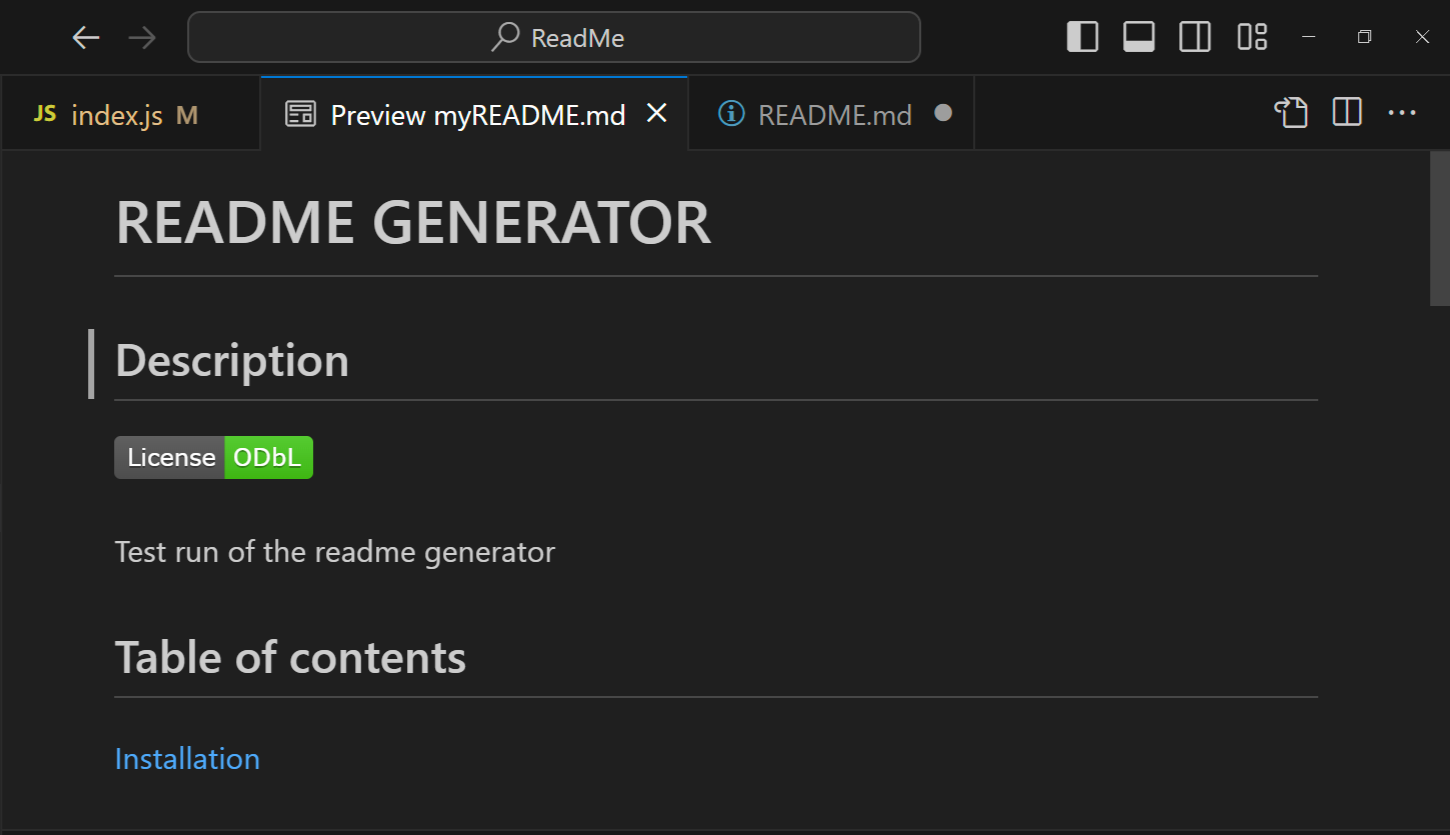 ReadMe
JS index.js M Preview myREADME.md README.md
README GENERATOR
Description
License ODbL
Test run of the readme generator
Table of contents
Installation